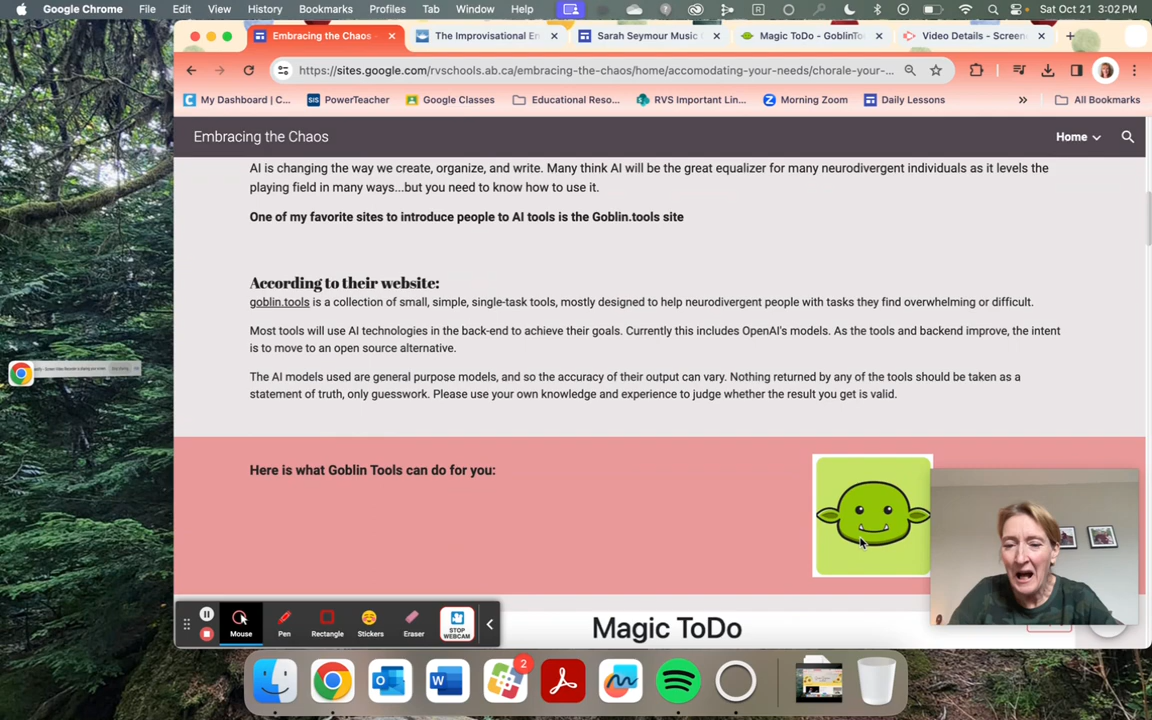 Google Chrome File Edit View History Bookmarks Profiles Tab Window Help Sat Oct 21 3:02 PM
Embracing the Chaos - The Improvisational En Sarah Seymour Music Magic ToDo - GoblinTo Video Details - Screen
https://sites.google.com/rvschools.ab.ca/embracing-the-chaos/home/accomodating-your-needs/chorale-your-...
My Dashboard | C... PowerTeacher Google Classes Educational Reso... RVS Important Lin... Morning Zoom Daily Lessons » All Bookmarks
Embracing the Chaos Home
AI is changing the way we create, organize, and write. Many think AI will be the great equalizer for many neurodivergent individuals as it levels the
playing field in many ways...but you need to know how to use it.
One of my favorite sites to introduce people to AI tools is the Goblin.tools site
According to their website:
goblin.tools is a collection of small, simple, single-task tools, mostly designed to help neurodivergent people with tasks they find overwhelming or difficult.
Most tools will use AI technologies in the back-end to achieve their goals. Currently this includes OpenAI's models. As the tools and backend improve, the intent
is to move to an open source alternative.
The AI models used are general purpose models, and so the accuracy of their output can vary. Nothing returned by any of the tools should be taken as a
statement of truth, only guesswork. Please use your own knowledge and experience to judge whether the result you get is valid.
Here is what Goblin Tools can do for you:
Mouse Pen Rectangle Stickers Eraser STOP WEBCAM
Magic ToDo
2